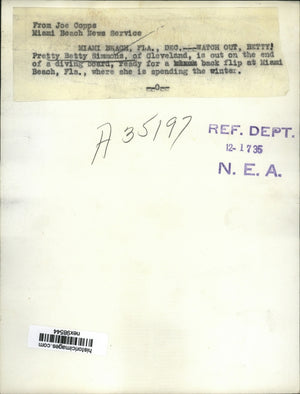 From Joe Copps
Miami Beach News Service
MIAMI BEACH, FLA., DEC.---WATCH OUT, BETTY!
Pretty Betty Simmons, of Cleveland, is out on the end
of a diving board, ready for a back flip at Miami
Beach, Fla., where she is spending the winter.
--0--
A35197
REF. DEPT.
12-17 35
N. E. A.
historicimages.com
nex98544